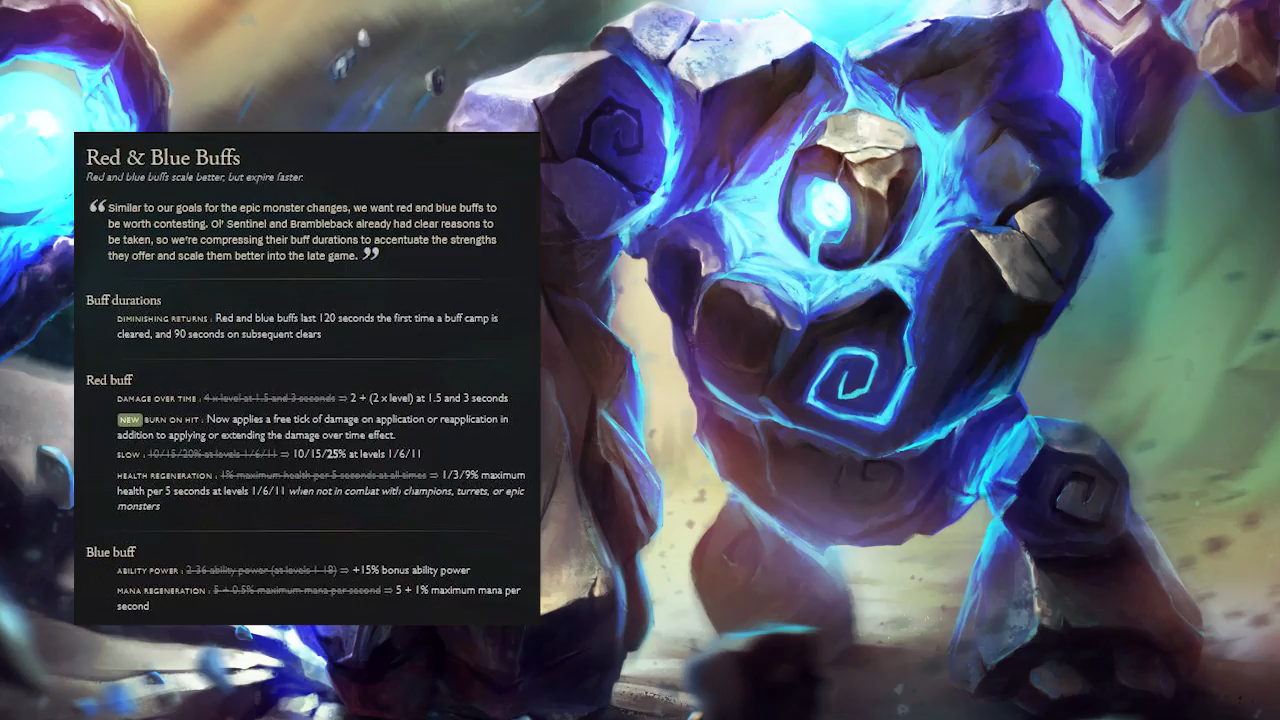 Red & Blue Buffs
Red and blue buffs scale better, but expire faster.
“ Similar to our goals for the epic monster changes, we want red and blue buffs to
be worth contesting. Ol' Sentinel and Brambleback already had clear reasons to
be taken, so we're compressing their buff durations to accentuate the strengths
they offer and scale them better into the late game. ”
Buff durations
DIMINISHING RETURNS : Red and blue buffs last 120 seconds the first time a buff camp is
cleared, and 90 seconds on subsequent clears
Red buff
DAMAGE OVER TIME : 4 x level at 1.5 and 3 seconds ⇒ 2 + (2 x level) at 1.5 and 3 seconds
NEW BURN ON HIT : Now applies a free tick of damage on application or reapplication in
addition to applying or extending the damage over time effect.
SLOW : 10/15/20% at levels 1/6/11 ⇒ 10/15/25% at levels 1/6/11
HEALTH REGENERATION : 1% maximum health per 5 seconds at all times ⇒ 1/3/9% maximum
health per 5 seconds at levels 1/6/11 when not in combat with champions, turrets, or epic
monsters
Blue buff
ABILITY POWER : 2-36 ability power (at levels 1-18) ⇒ +15% bonus ability power
MANA REGENERATION : 5 + 0.5% maximum mana per second ⇒ 5 + 1% maximum mana per
second